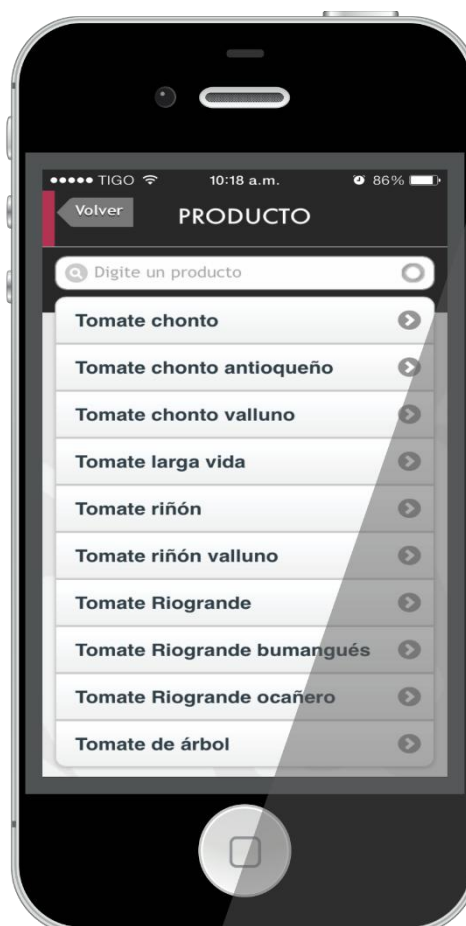 TIGO 10:18 a.m. 86%
Volver
PRODUCTO
Digite un producto
Tomate chonto
Tomate chonto antioqueño
Tomate chonto valluno
Tomate larga vida
Tomate riñón
Tomate riñón valluno
Tomate Riogrande
Tomate Riogrande bumangués
Tomate Riogrande ocañero
Tomate de árbol